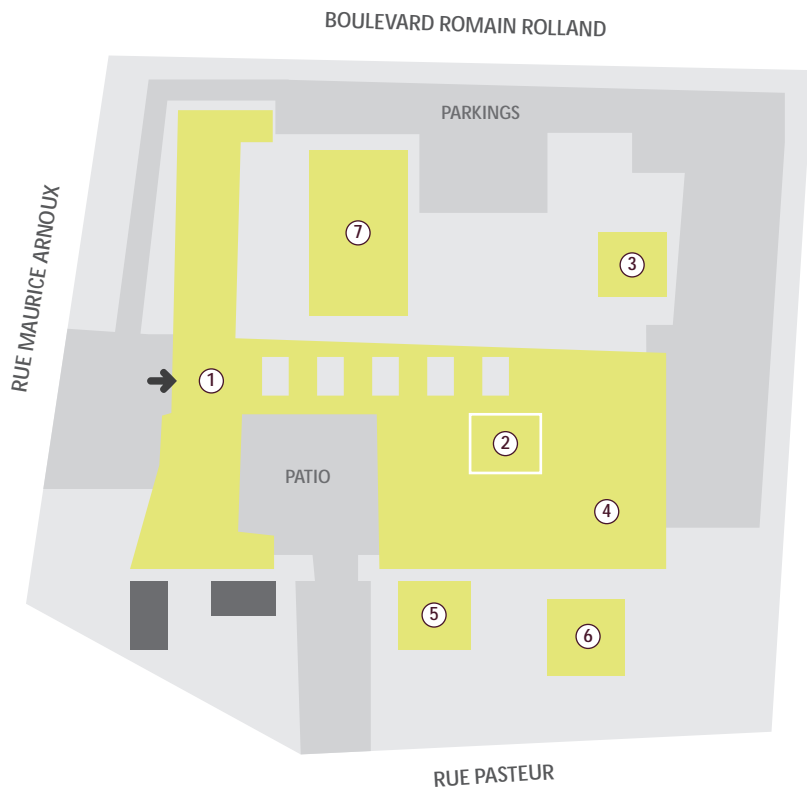 BOULEVARD ROMAIN ROLLAND
PARKINGS
RUE MAURICE ARNOUX
7
3
1
2
PATIO
4
5
6
RUE PASTEUR